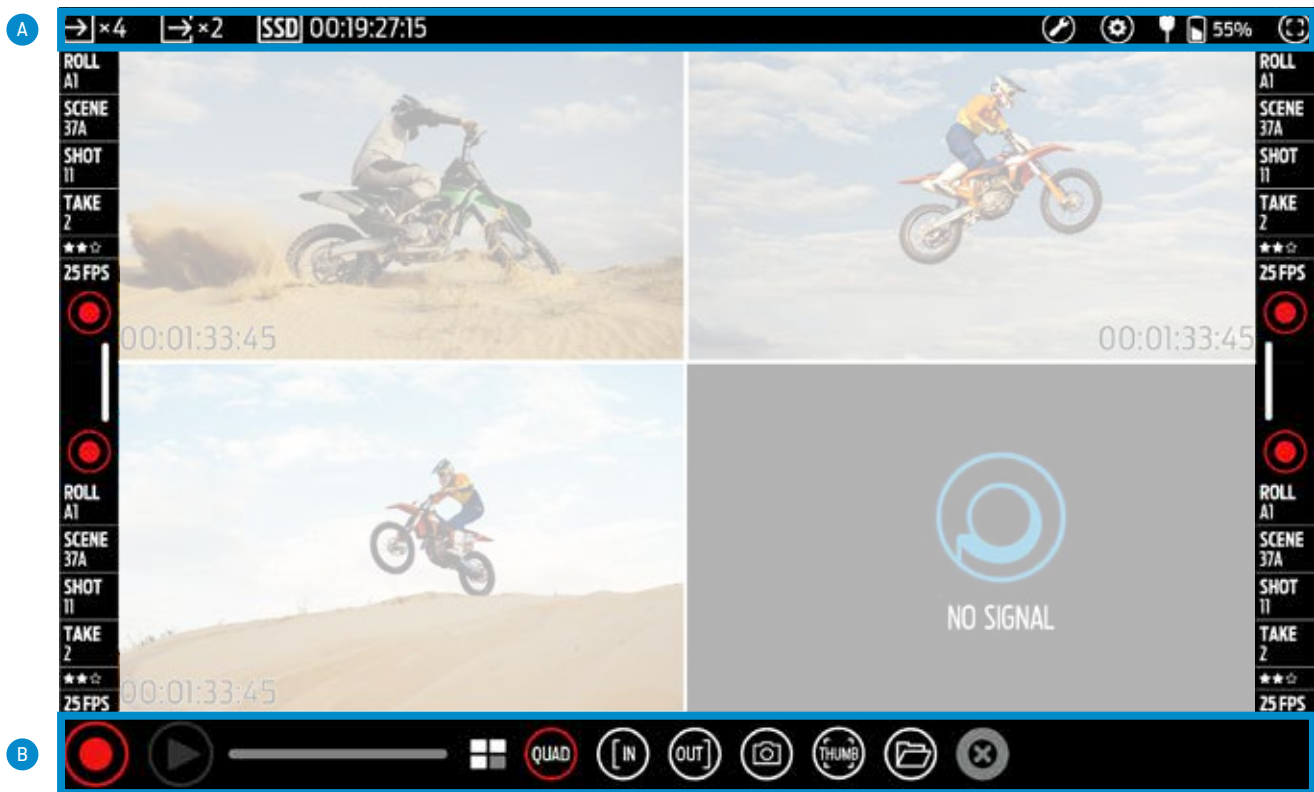 A
×4 ×2 SSD 00:19:27:15 55%
ROLL
A1
SCENE
37A
SHOT
11
TAKE
2
25 FPS
ROLL
A1
SCENE
37A
SHOT
11
TAKE
2
25 FPS
00:01:33:45
00:01:33:45
00:01:33:45
NO SIGNAL
ROLL
A1
SCENE
37A
SHOT
11
TAKE
2
25 FPS
ROLL
A1
SCENE
37A
SHOT
11
TAKE
2
25 FPS
B
QUAD [IN OUT] THUMB